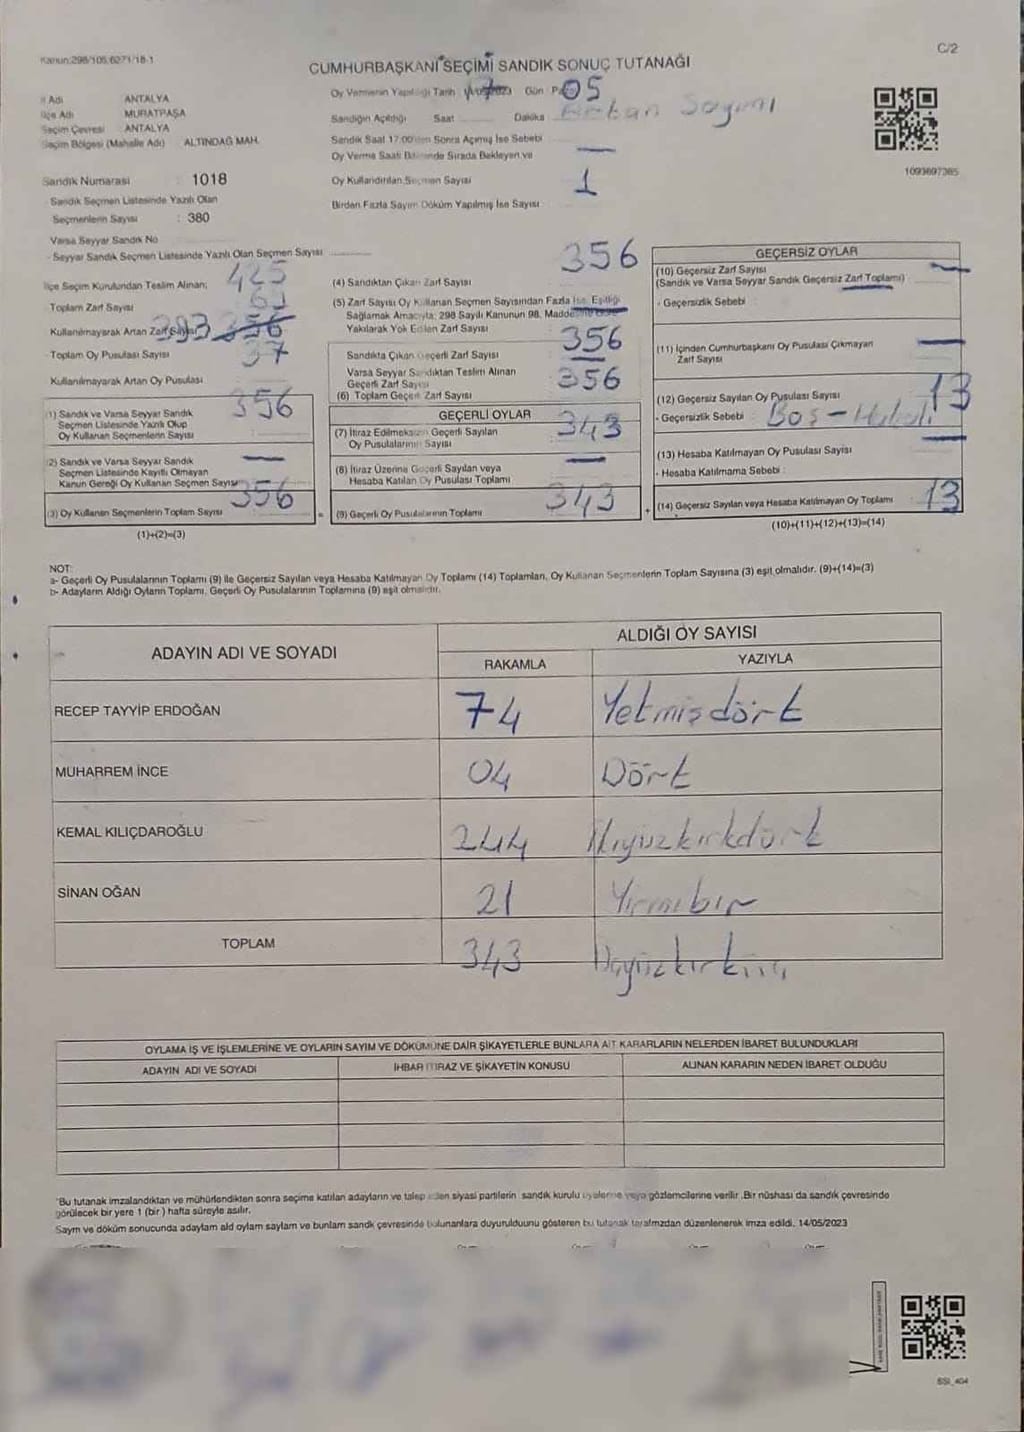 Kanun:298/105;6271/18-1
C/2
CUMHURBAŞKANI SEÇİMİ SANDIK SONUÇ TUTANAĞI
İl Adı ANTALYA
İlçe Adı MURATPAŞA
Seçim Çevresi ANTALYA
Seçim Bölgesi (Mahalle Adı) ALTINDAĞ MAH.
Oy Vermenin Yapıldığı Tarih Gün 05
Sandığın Açıldığı Saat Dakika
Sandık Saat 17:00'den Sonra Açımış İse Sebebi
Oy Verme Saati Bitiminde Sırada Bekleyen ve
Oy Kullandırılan Seçmen Sayısı
Birden Fazla Sayım Döküm Yapılmış İse Sayısı 1
1093697385
Sandık Numarası : 1018
- Sandık Seçmen Listesinde Yazılı Olan
Seçmenlerin Sayısı : 380
Varsa Seyyar Sandık No
- Seyyar Sandık Seçmen Listesinde Yazılı Olan Seçmen Sayısı
İlçe Seçim Kurulundan Teslim Alınan; 425
Toplam Zarf Sayısı
Kullanılmayarak Artan Zarf Sayısı 393 356
- Toplam Oy Pusulası Sayısı 37
Kullanılmayarak Artan Oy Pusulası
(1) Sandık ve Varsa Seyyar Sandık
Seçmen Listesinde Yazılı Olup
Oy Kullanan Seçmenlerin Sayısı 356
(2) Sandık ve Varsa Seyyar Sandık
Seçmen Listesinde Kayıtlı Olmayan
Kanun Gereği Oy Kullanan Seçmen Sayısı —
(3) Oy Kullanan Seçmenlerin Toplam Sayısı 356
(1)+(2)=(3)
(4) Sandıktan Çıkan Zarf Sayısı 356
(5) Zarf Sayısı Oy Kullanan Seçmen Sayısından Fazla İse, Eşitliği
Sağlamak Amacıyla; 298 Sayılı Kanunun 98. Maddesine Göre
Yakılarak Yok Edilen Zarf Sayısı
Sandıkta Çıkan Geçerli Zarf Sayısı 356
Varsa Seyyar Sandıktan Teslim Alınan
Geçerli Zarf Sayısı —
(6) Toplam Geçerli Zarf Sayısı 356
GEÇERLİ OYLAR
(7) İtiraz Edilmeksizin Geçerli Sayılan
Oy Pusulalarının Sayısı 343
(8) İtiraz Üzerine Geçerli Sayılan veya
Hesaba Katılan Oy Pusulası Toplamı —
(9) Geçerli Oy Pusulalarının Toplamı 343
GEÇERSİZ OYLAR
(10) Geçersiz Zarf Sayısı —
(Sandık ve Varsa Seyyar Sandık Geçersiz Zarf Toplamı)
- Geçersizlik Sebebi :
(11) İçinden Cumhurbaşkanı Oy Pusulası Çıkmayan
Zarf Sayısı —
(12) Geçersiz Sayılan Oy Pusulası Sayısı 13
- Geçersizlik Sebebi : Boş -
(13) Hesaba Katılmayan Oy Pusulası Sayısı —
- Hesaba Katılmama Sebebi :
(14) Geçersiz Sayılan veya Hesaba Katılmayan Oy Toplamı 13
(10)+(11)+(12)+(13)=(14)
NOT:
a- Geçerli Oy Pusulalarının Toplamı (9) ile Geçersiz Sayılan veya Hesaba Katılmayan Oy Toplamı (14) Toplamları, Oy Kullanan Seçmenlerin Toplam Sayısına (3) eşit olmalıdır. (9)+(14)=(3)
b- Adayların Aldığı Oyların Toplamı, Geçerli Oy Pusulalarının Toplamına (9) eşit olmalıdır.
ADAYIN ADI VE SOYADI
ALDIĞI OY SAYISI
RAKAMLA YAZIYLA
RECEP TAYYİP ERDOĞAN 74 Yetmişdört
MUHARREM İNCE 04 Dört
KEMAL KILIÇDAROĞLU 244 İkiyüzkırkdört
SİNAN OĞAN 21 Yirmibir
TOPLAM 343
OYLAMA İŞ VE İŞLEMLERİNE VE OYLARIN SAYIM VE DÖKÜMÜNE DAİR ŞİKAYETLERLE BUNLARA AİT KARARLARIN NELERDEN İBARET BULUNDUKLARI
ADAYIN ADI VE SOYADI İHBAR İTİRAZ VE ŞİKAYETİN KONUSU ALINAN KARARIN NEDEN İBARET OLDUĞU
*Bu tutanak imzalandıktan ve mühürlendikten sonra seçime katılan adayların ve talep eden siyasi partilerin sandık kurulu üyelerine veya gözlemcilerine verilir. Bir nüshası da sandık çevresinde
görülecek bir yere 1 (bir) hafta süreyle asılır.
Sayım ve döküm sonucunda adayların ald oyların sayların ve bunların sandk çevresinde bulunanlara duyurulduunu gösteren bu tutanak tarafmzdan düzenlenerek imza edildi. 14/05/2023
SSI_404